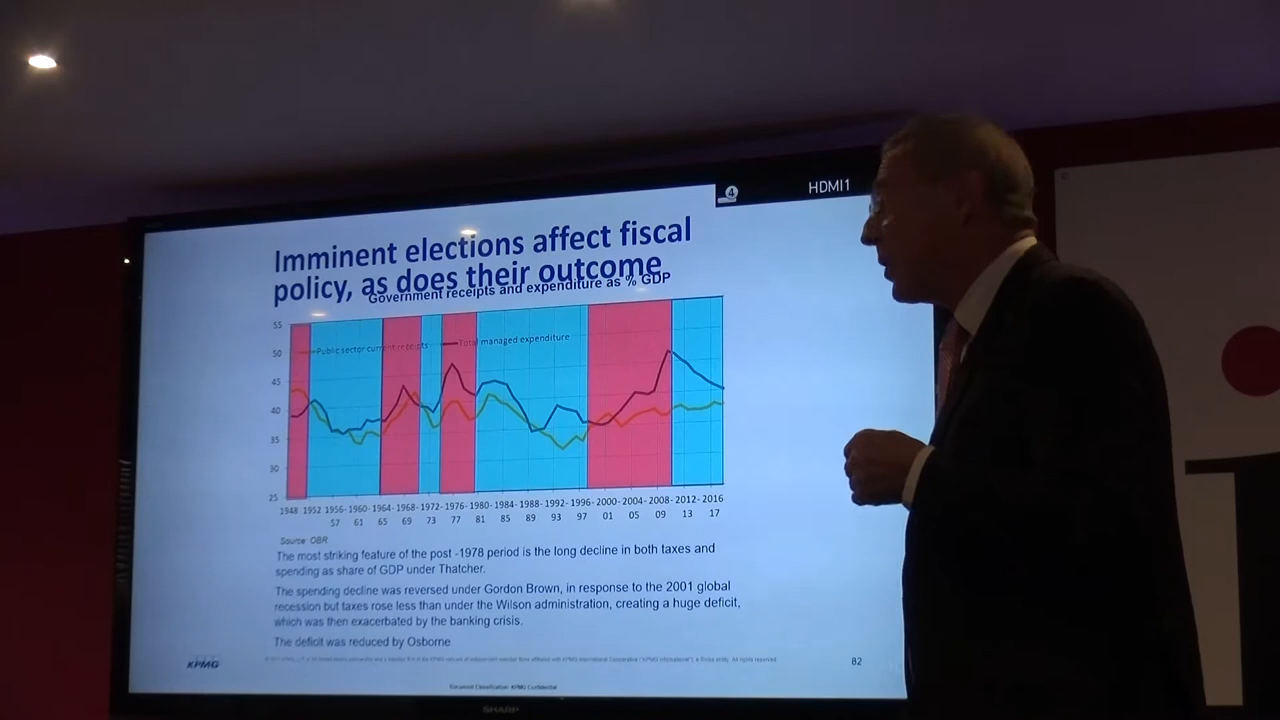 4
HDMI1
Imminent elections affect fiscal
policy, as does their outcome
Government receipts and expenditure as % GDP
55
50
45
40
35
30
25
Public sector current receipts
Total managed expenditure
1948 1952 1956- 1960- 1964- 1968- 1972- 1976- 1980- 1984- 1988- 1992- 1996- 2000- 2004- 2008- 2012- 2016
57 61 65 69 73 77 81 85 89 93 97 01 05 09 13 17
Source OBR
The most striking feature of the post -1978 period is the long decline in both taxes and
spending as share of GDP under Thatcher.
The spending decline was reversed under Gordon Brown, in response to the 2001 global
recession but taxes rose less than under the Wilson administration, creating a huge deficit,
which was then exacerbated by the banking crisis.
The deficit was reduced by Osborne
KPMG
82
Document Classification: KPMG Confidential
SHARP